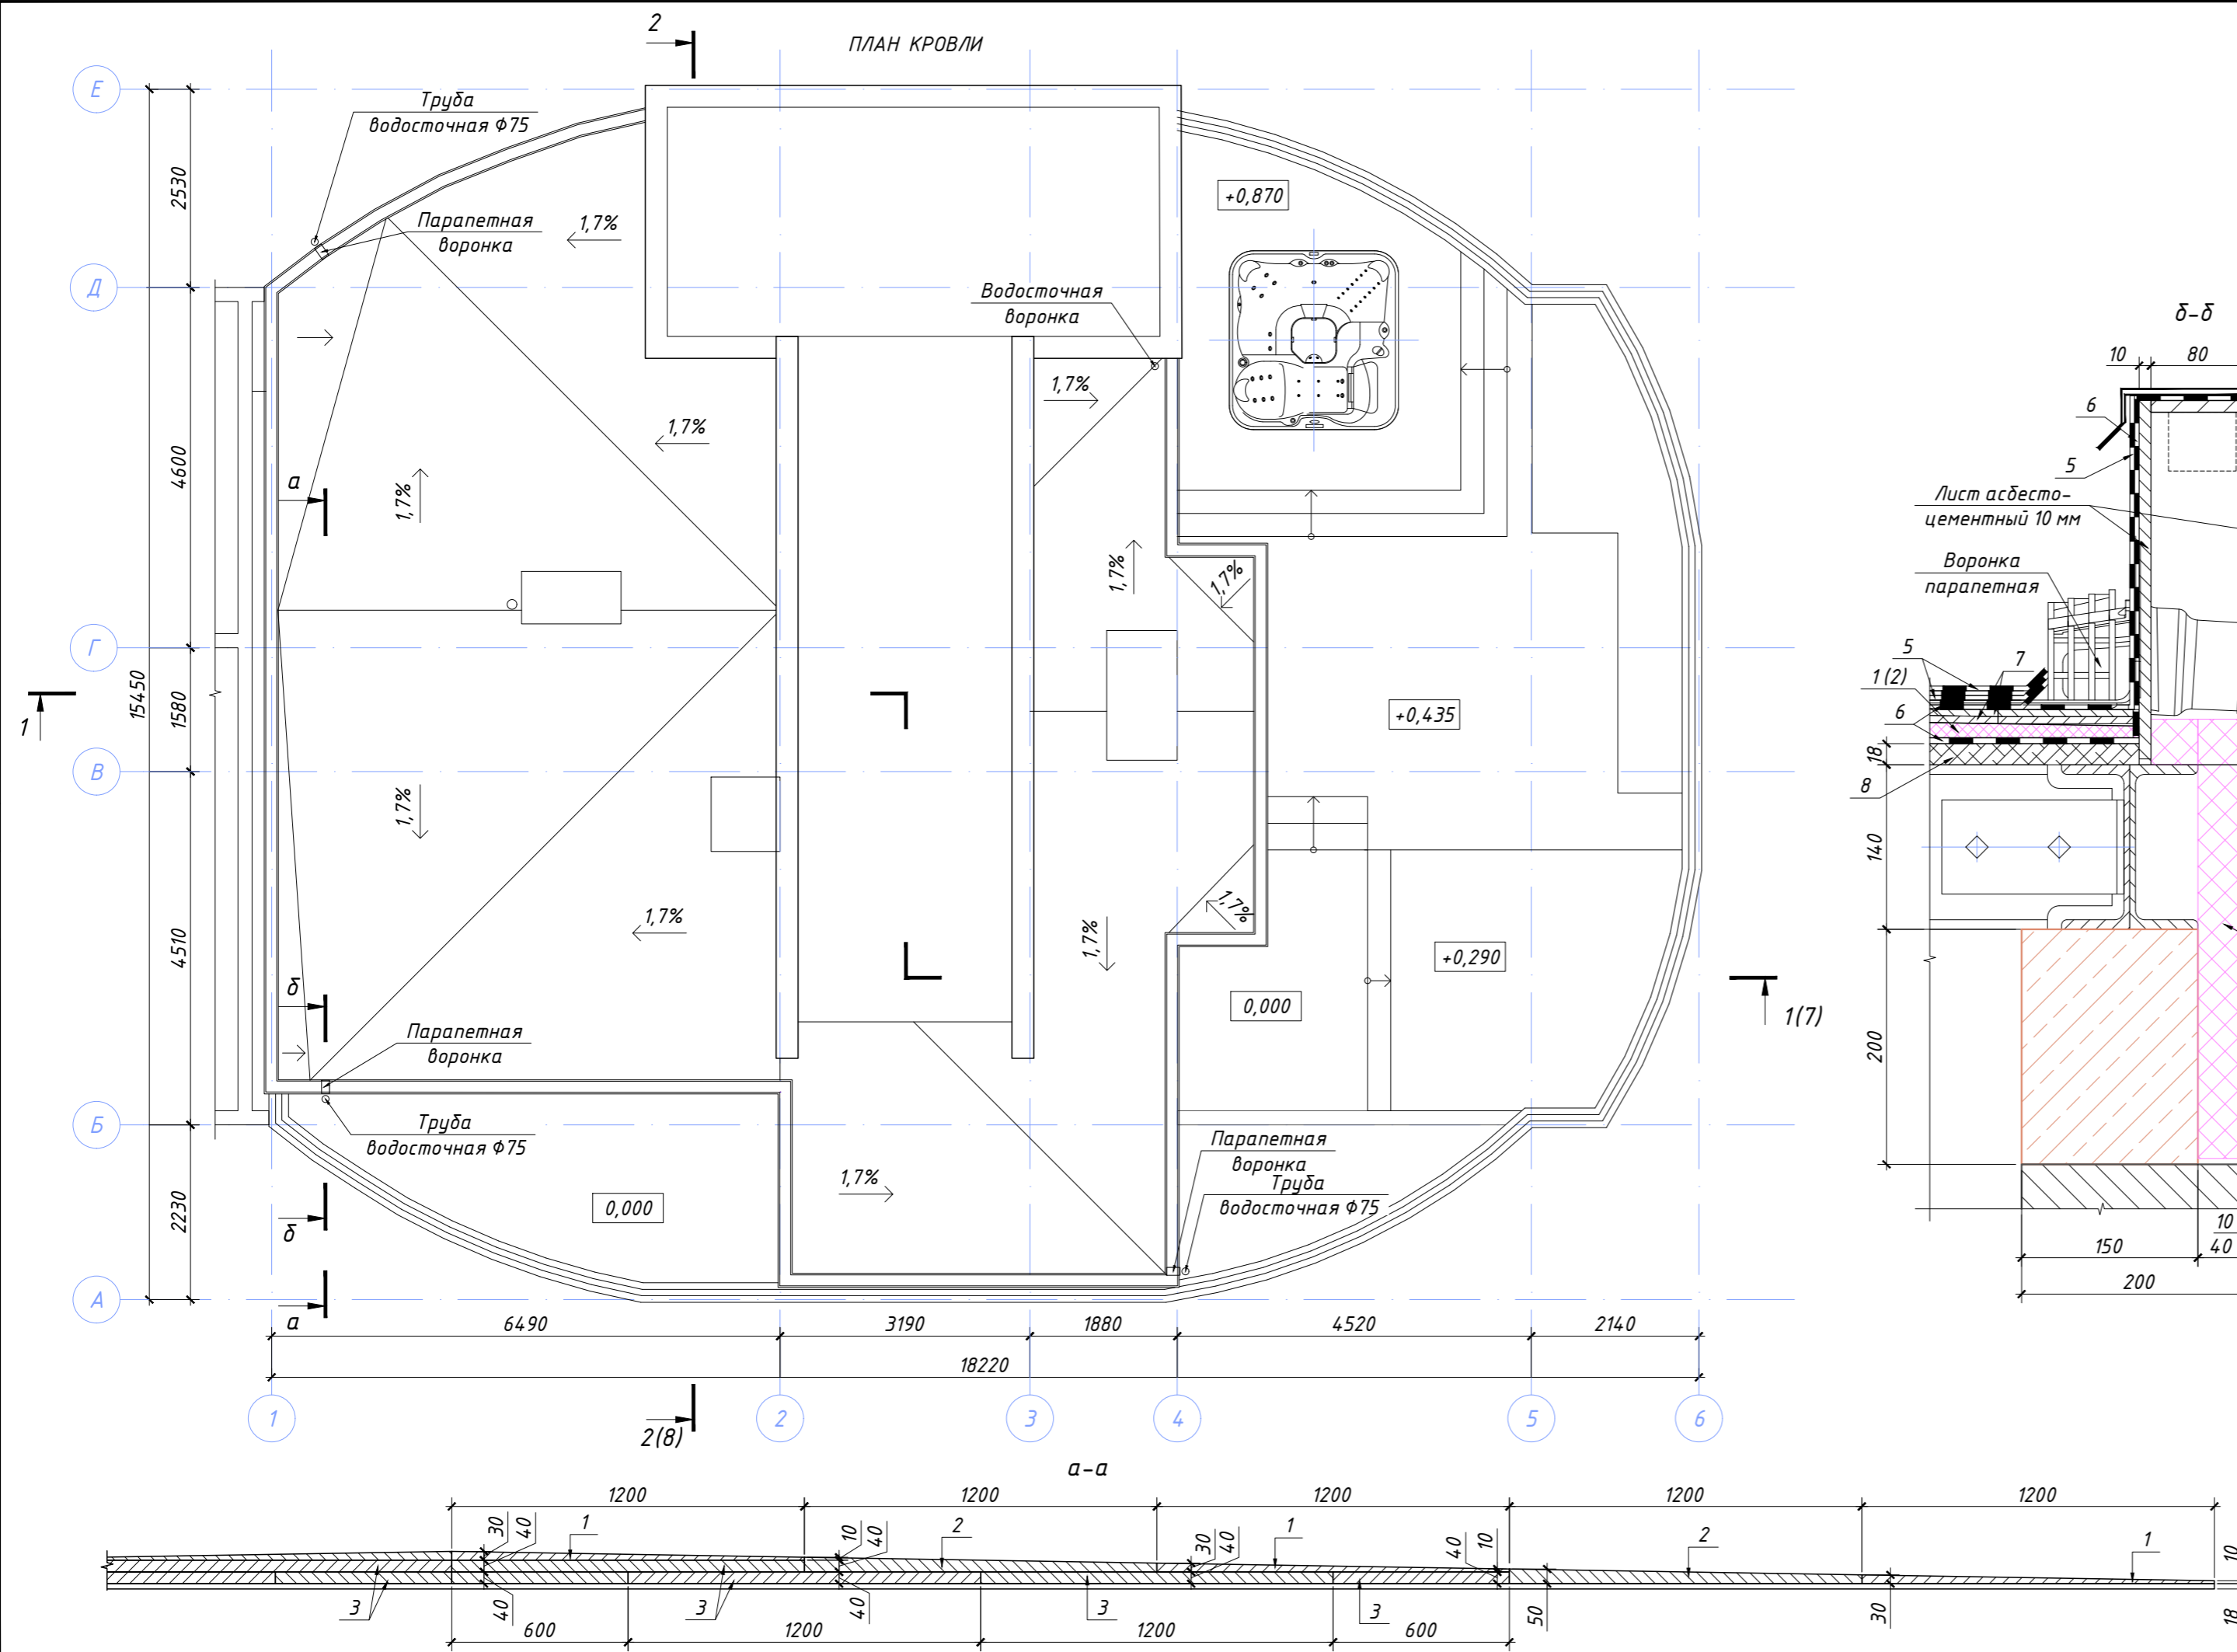 2
ПЛАН КРОВЛИ
Е
Труба
водосточная Ф75
2530
+0,870
Парапетная
воронка
1,7%
Д
Водосточная
воронка
1,7%
1,7%
4600
а
1,7%
1,7%
1,7%
Г
15450
1580
1
+0,435
В
1,7%
1,7%
1,7%
1,7%
4510
+0,290
б
0,000
1(7)
Парапетная
воронка
Б
Труба
водосточная Ф75
Парапетная
воронка
Труба
водосточная Ф75
1,7%
2230
0,000
б
А
а
6490
3190
1880
4520
2140
18220
1
2
3
4
5
6
2(8)
б-б
10
80
6
5
Лист асбесто-
цементный 10 мм
Воронка
парапетная
5
7
1(2)
6
18
8
140
200
10
150
40
200
а-а
1200
1200
1200
1200
1200
30
40
1
10
40
2
30
40
1
40
10
2
1
10
3
40
3
40
3
3
50
30
18
600
1200
1200
600